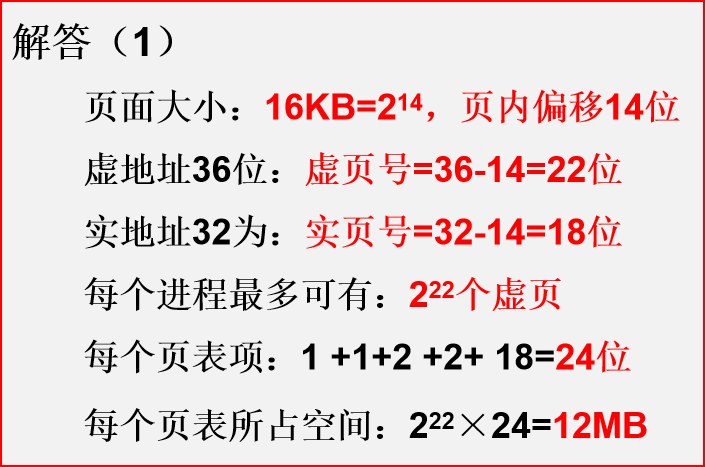 解答（1）
页面大小：16KB=2¹⁴，页内偏移14位
虚地址36位：虚页号=36-14=22位
实地址32为：实页号=32-14=18位
每个进程最多可有：2²²个虚页
每个页表项：1 +1+2 +2+ 18=24位
每个页表所占空间：2²²×24=12MB